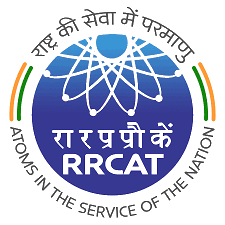 राष्ट्र की सेवा में परमाणु
रा र प्र प्रौ कें
RRCAT
ATOMS IN THE SERVICE OF THE NATION